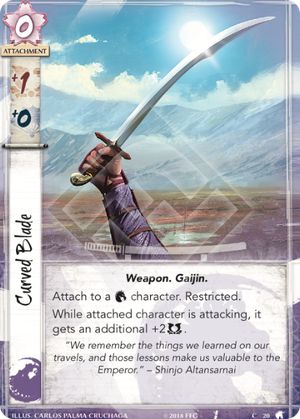 0
ATTACHMENT
+1
+0
Curved Blade
Weapon. Gaijin.
Attach to a character. Restricted.
While attached character is attacking, it
gets an additional +2.
"We remember the things we learned on our
travels, and those lessons make us valuable to the
Emperor." – Shinjo Altansarnai
ILLUS. CARLOS PALMA CRUCHAGA
© 2018 FFG
C 20